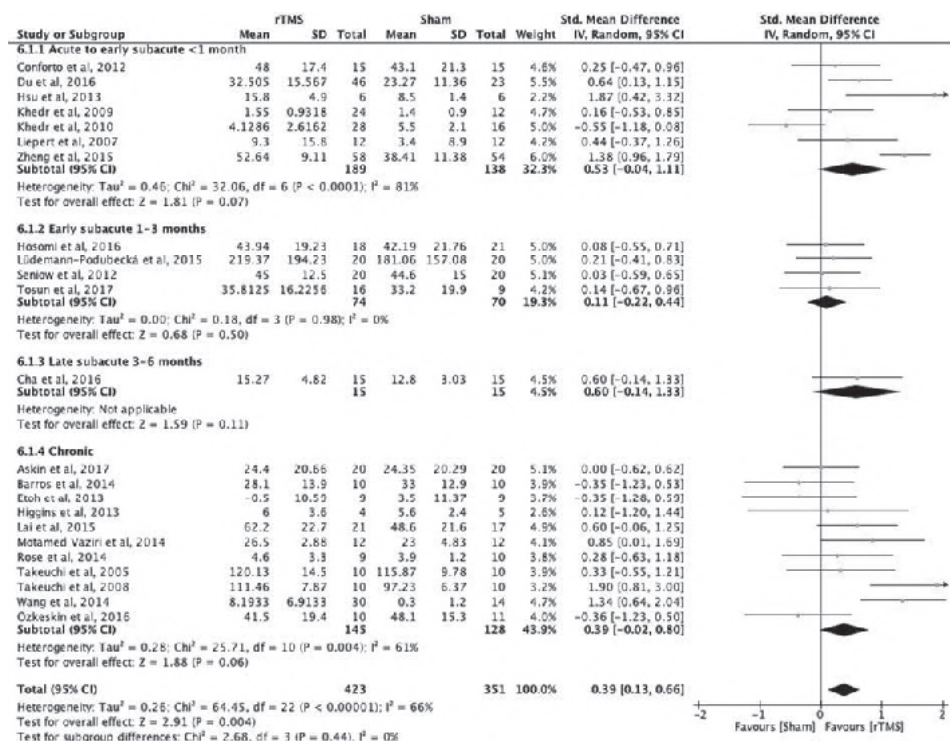 rTMS Sham Std. Mean Difference Std. Mean Difference
Study or Subgroup Mean SD Total Mean SD Total Weight IV, Random, 95% CI IV, Random, 95% CI
6.1.1 Acute to early subacute <1 month
Conforto et al, 2012 48 17.4 15 43.1 21.3 15 4.6% 0.25 [-0.47, 0.96]
Du et al, 2016 32.505 15.567 46 23.27 11.36 23 5.5% 0.64 [0.13, 1.15]
Hsu et al, 2013 15.8 4.9 6 8.5 1.4 6 1.9% 1.87 [0.42, 3.32]
Khedr et al, 2009 1.55 0.9318 24 1.4 0.9 12 4.7% 0.16 [-0.53, 0.85]
Khedr et al, 2010 4.1286 2.6162 28 5.5 2.1 16 5.1% -0.55 [-1.18, 0.08]
Liepert et al, 2007 9.3 15.8 12 3.4 8.9 12 4.2% 0.44 [-0.37, 1.26]
Zheng et al, 2015 52.64 9.11 58 38.41 11.38 54 6.0% 1.38 [0.96, 1.79]
Subtotal (95% CI) 189 138 32.3% 0.53 [-0.04, 1.11]
Heterogeneity: Tau² = 0.46; Chi² = 32.06, df = 6 (P < 0.0001); I² = 81%
Test for overall effect: Z = 1.81 (P = 0.07)
6.1.2 Early subacute 1-3 months
Hosomi et al, 2016 43.94 19.23 18 42.19 21.76 21 5.0% 0.08 [-0.55, 0.71]
Lüdemann-Podubecká et al, 2015 219.37 194.23 20 181.06 157.08 20 5.1% 0.21 [-0.41, 0.83]
Seniow et al, 2012 45 12.5 20 44.6 15 20 5.1% 0.03 [-0.59, 0.65]
Tosun et al, 2017 35.8125 16.2256 16 33.2 19.9 9 4.2% 0.14 [-0.67, 0.96]
Subtotal (95% CI) 74 70 19.3% 0.11 [-0.22, 0.44]
Heterogeneity: Tau² = 0.00; Chi² = 0.18, df = 3 (P = 0.98); I² = 0%
Test for overall effect: Z = 0.68 (P = 0.50)
6.1.3 Late subacute 3-6 months
Cha et al, 2016 15.27 4.82 15 12.8 3.03 15 4.5% 0.60 [-0.14, 1.33]
Subtotal (95% CI) 15 15 4.5% 0.60 [-0.14, 1.33]
Heterogeneity: Not applicable
Test for overall effect: Z = 1.59 (P = 0.11)
6.1.4 Chronic
Askin et al, 2017 24.4 20.66 20 24.35 20.29 20 5.1% 0.00 [-0.62, 0.62]
Barros et al, 2014 28.1 13.9 10 33 12.9 10 4.0% -0.35 [-1.23, 0.53]
Etoh et al, 2013 -0.5 10.59 9 3.5 11.37 9 3.7% -0.35 [-1.28, 0.59]
Higgins et al, 2013 6 3.6 4 5.6 2.4 5 2.6% 0.12 [-1.20, 1.44]
Lai et al, 2015 62.2 22.7 21 48.6 21.6 17 4.9% 0.60 [-0.06, 1.25]
Motamed Vaziri et al, 2014 26.5 2.88 12 23 4.83 12 4.1% 0.85 [0.01, 1.69]
Rose et al, 2014 4.6 3.3 9 3.9 1.2 10 3.8% 0.28 [-0.63, 1.18]
Takeuchi et al, 2005 120.13 14.5 10 115.87 9.78 10 4.0% 0.33 [-0.55, 1.21]
Takeuchi et al, 2008 111.46 7.87 10 97.23 6.37 10 3.2% 1.90 [0.81, 3.00]
Wang et al, 2014 8.1933 6.9133 30 0.3 1.2 14 4.7% 1.34 [0.64, 2.04]
Özkeskin et al, 2016 41.5 19.4 10 48.1 15.3 11 4.0% -0.36 [-1.23, 0.50]
Subtotal (95% CI) 145 128 43.9% 0.39 [-0.02, 0.80]
Heterogeneity: Tau² = 0.28; Chi² = 25.71, df = 10 (P = 0.004); I² = 61%
Test for overall effect: Z = 1.88 (P = 0.06)
Total (95% CI) 423 351 100.0% 0.39 [0.13, 0.66]
Heterogeneity: Tau² = 0.26; Chi² = 64.45, df = 22 (P < 0.00001); I² = 66%
Test for overall effect: Z = 2.91 (P = 0.004)
Test for subgroup differences: Chi² = 2.68, df = 3 (P = 0.44), I² = 0%
-2 -1 0 1 2
Favours [Sham] Favours [rTMS]